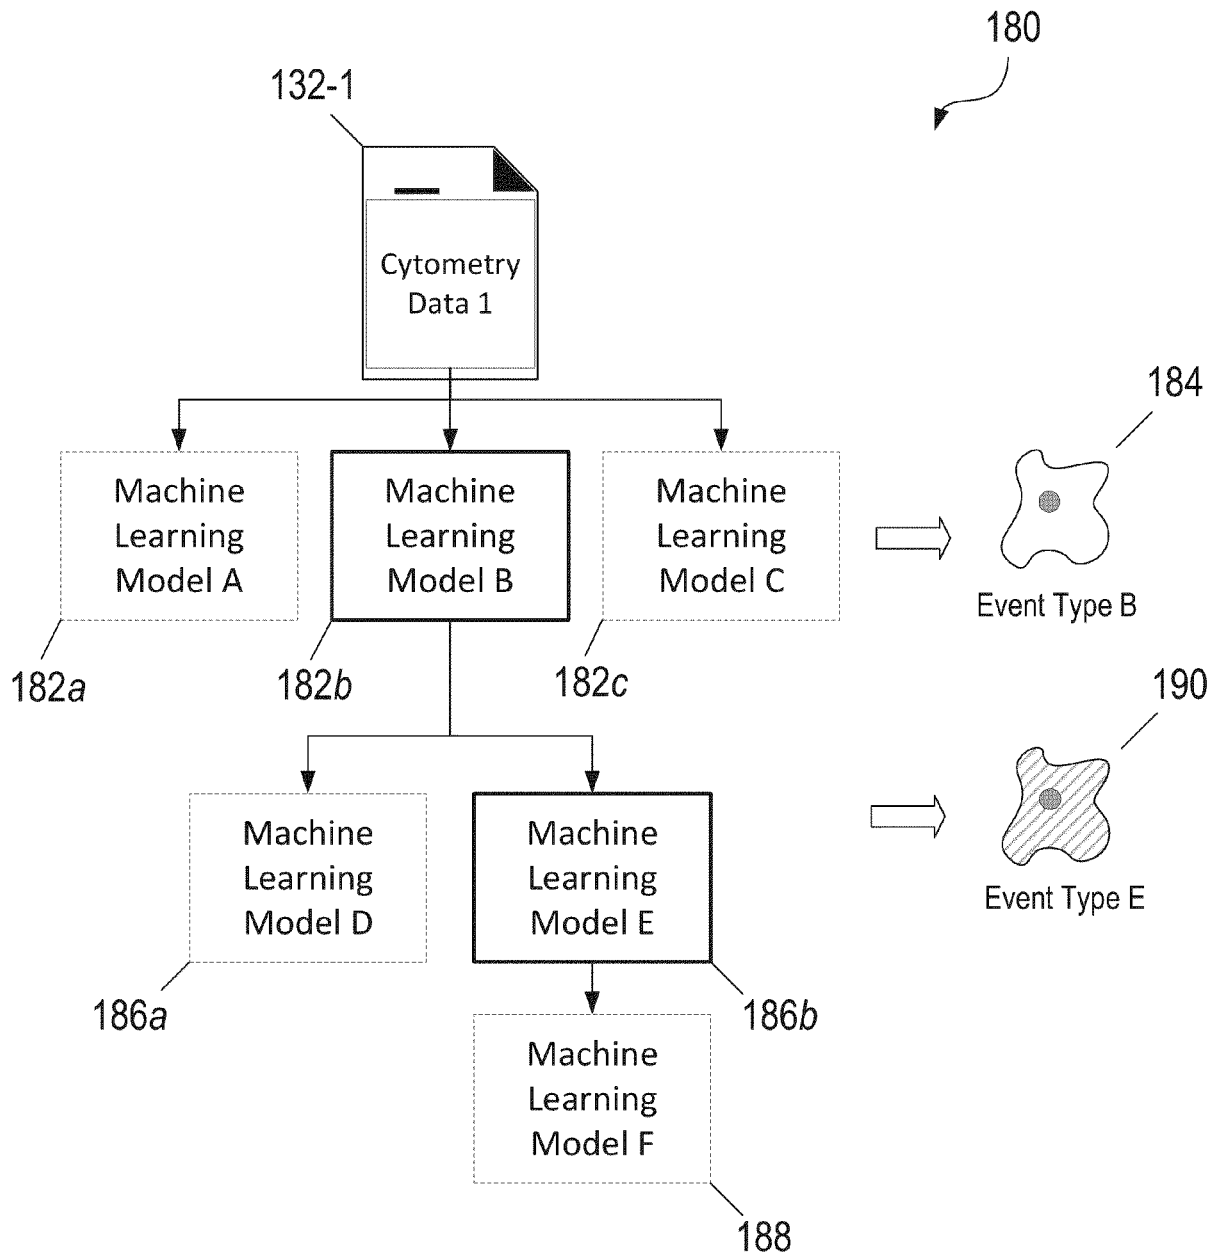 180
132-1
Cytometry
Data 1
184
Machine
Learning
Model A
Machine
Learning
Model B
Machine
Learning
Model C
Event Type B
182a
182b
182c
190
Machine
Learning
Model D
Machine
Learning
Model E
Event Type E
186a
186b
Machine
Learning
Model F
188